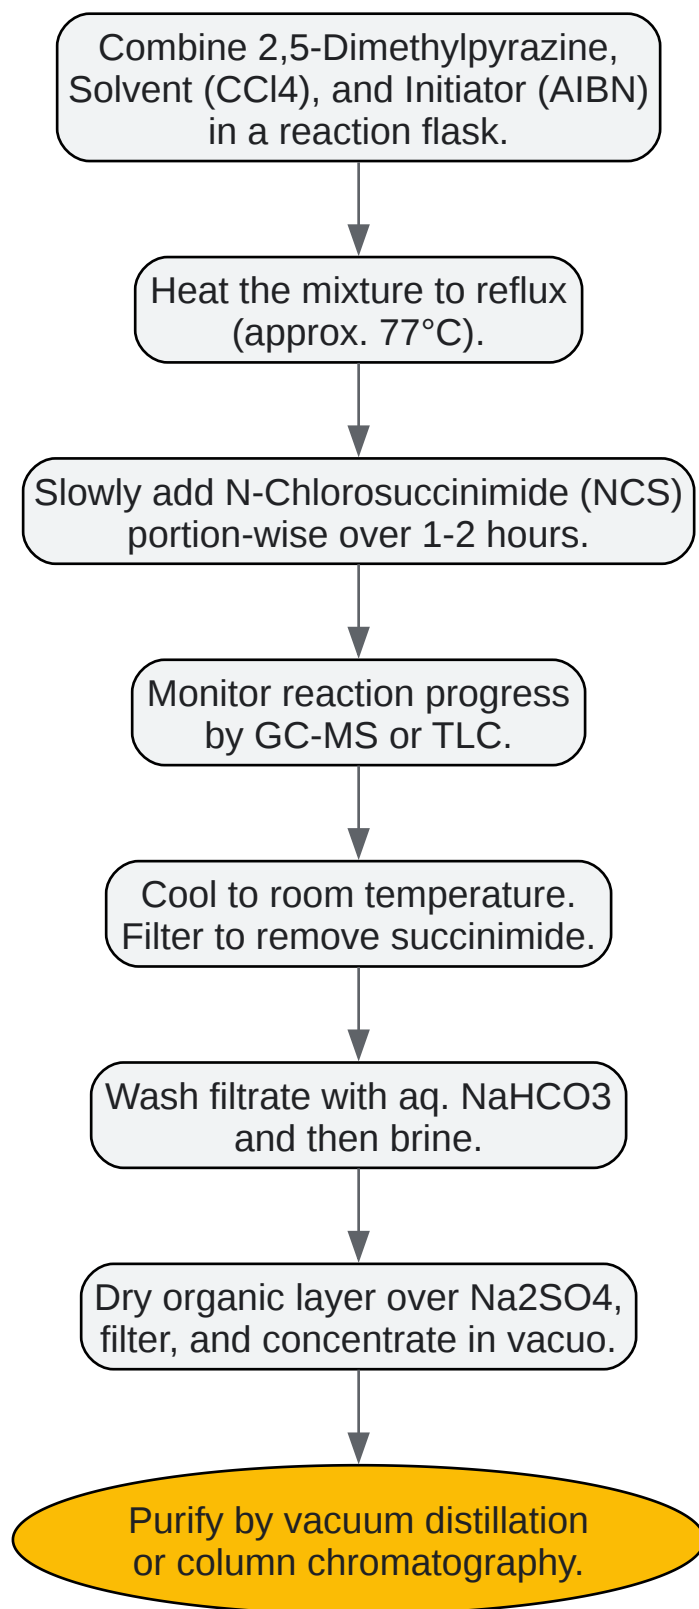 Combine 2,5-Dimethylpyrazine,
Solvent (CCl4), and Initiator (AIBN)
in a reaction flask.
Heat the mixture to reflux
(approx. 77°C).
Slowly add N-Chlorosuccinimide (NCS)
portion-wise over 1-2 hours.
Monitor reaction progress
by GC-MS or TLC.
Cool to room temperature.
Filter to remove succinimide.
Wash filtrate with aq. NaHCO3
and then brine.
Dry organic layer over Na2SO4,
filter, and concentrate in vacuo.
Purify by vacuum distillation
or column chromatography.